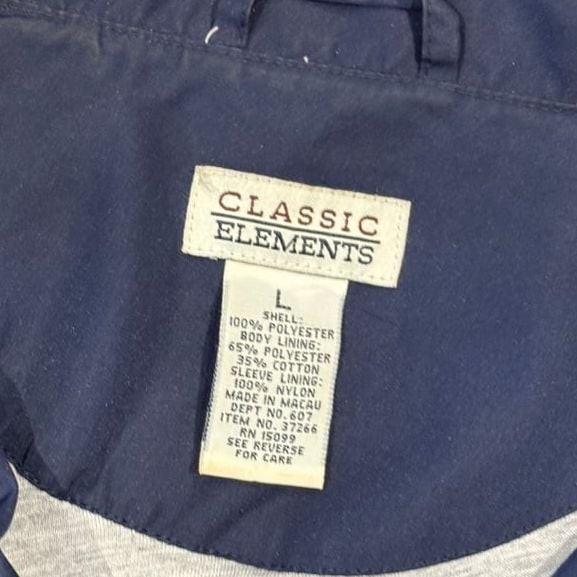 CLASSIC
ELEMENTS
L
SHELL:
100% POLYESTER
BODY LINING:
65% POLYESTER
35% COTTON
SLEEVE LINING:
100% NYLON
MADE IN MACAU
DEPT NO. 607
ITEM NO. 37266
RN 15099
SEE REVERSE
FOR CARE